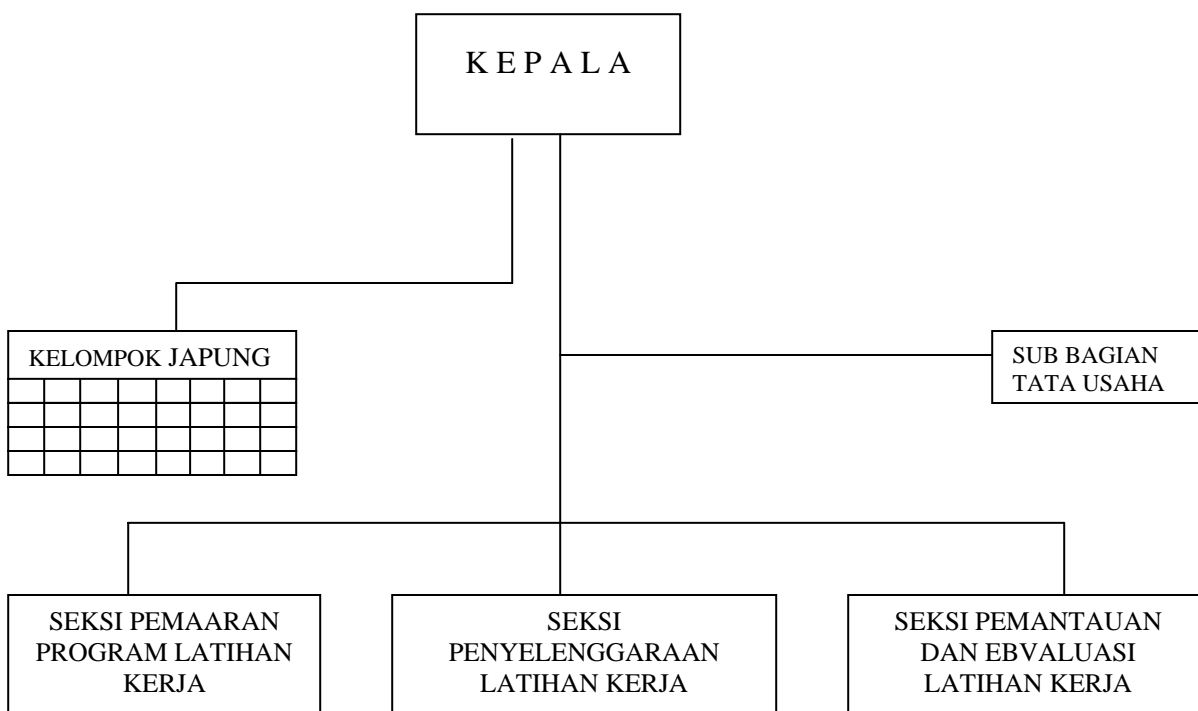 K E P A L A
KELOMPOK JAPUNG
SUB BAGIAN
TATA USAHA
SEKSI PEMAARAN
PROGRAM LATIHAN
KERJA
SEKSI
PENYELENGGARAAN
LATIHAN KERJA
SEKSI PEMANTAUAN
DAN EBVALUASI
LATIHAN KERJA